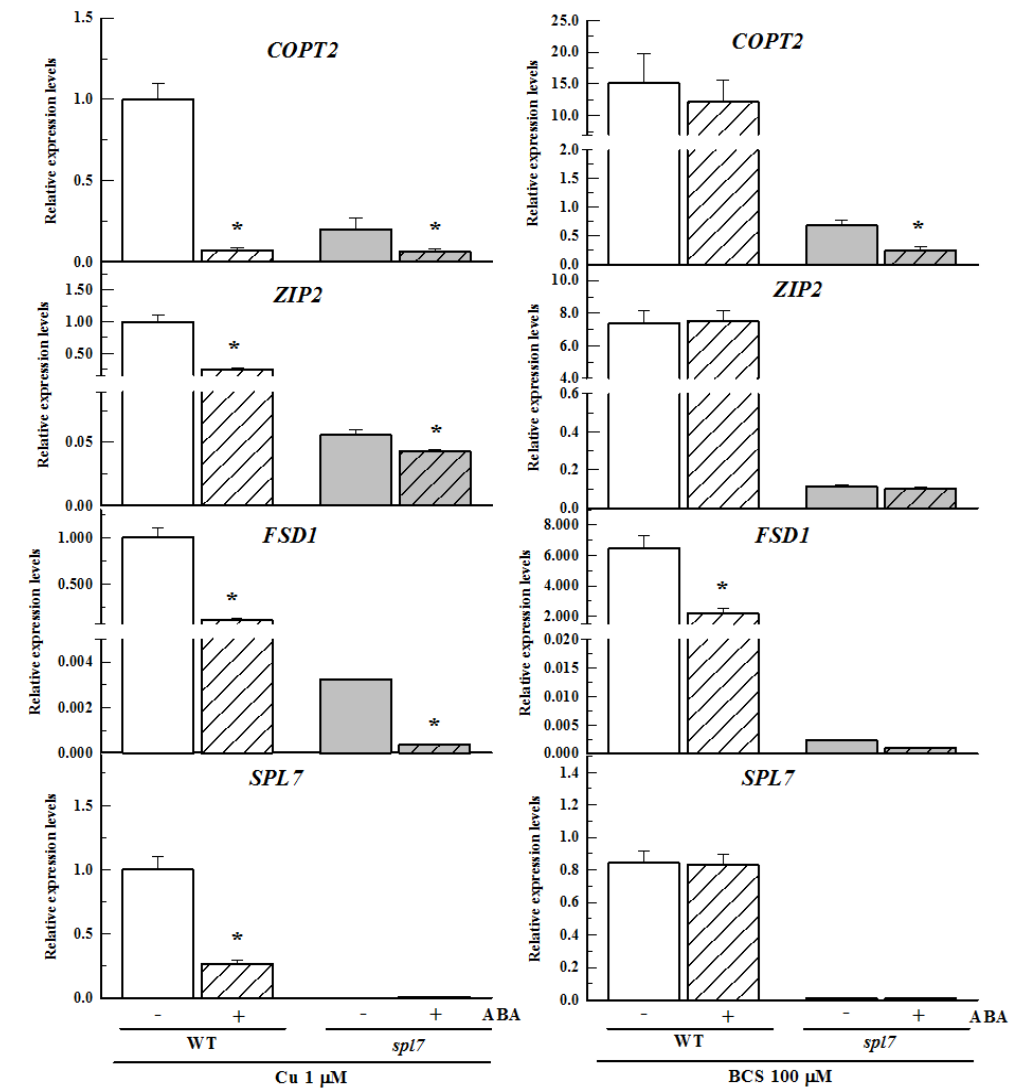 COPT2
Relative expression levels
1.5
1.0
0.5
0.0
*
*
ZIP2
Relative expression levels
1.50
1.00
0.50
0.05
0.00
*
*
FSD1
Relative expression levels
1.000
0.500
0.004
0.002
0.000
*
*
SPL7
Relative expression levels
1.5
1.0
0.5
0.0
*
- + - + ABA
WT spl7
Cu 1 µM
COPT2
Relative expression levels
25.0
20.0
15.0
10.0
2.0
1.5
1.0
0.5
0.0
*
ZIP2
Relative expression levels
10.0
8.0
6.0
4.0
0.6
0.4
0.2
0.0
FSD1
Relative expression levels
8.000
6.000
4.000
2.000
0.020
0.015
0.010
0.005
0.000
*
SPL7
Relative expression levels
1.4
1.2
1.0
0.8
0.6
0.4
0.2
0.0
- + - + ABA
WT spl7
BCS 100 µM